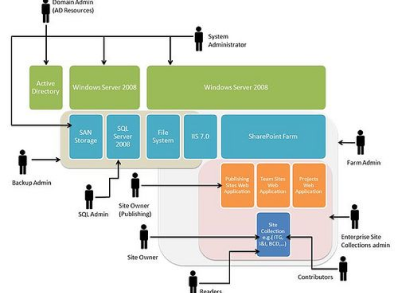 Domain Admin
(AD Resources)
System
Administrator
Active
Directory
Windows Server 2008
Windows Server 2008
SAN
Storage
SQL
Server
2008
File
System
IIS 7.0
SharePoint Farm
Farm Admin
Backup Admin
Publishing
Sites Web
Application
Team Sites
Web
Application
Projects
Web
Application
SQL Admin
Site Owner
(Publishing)
Site
Collection
Enterprise Site
Collections admin
Site Owner
Contributors
Readers